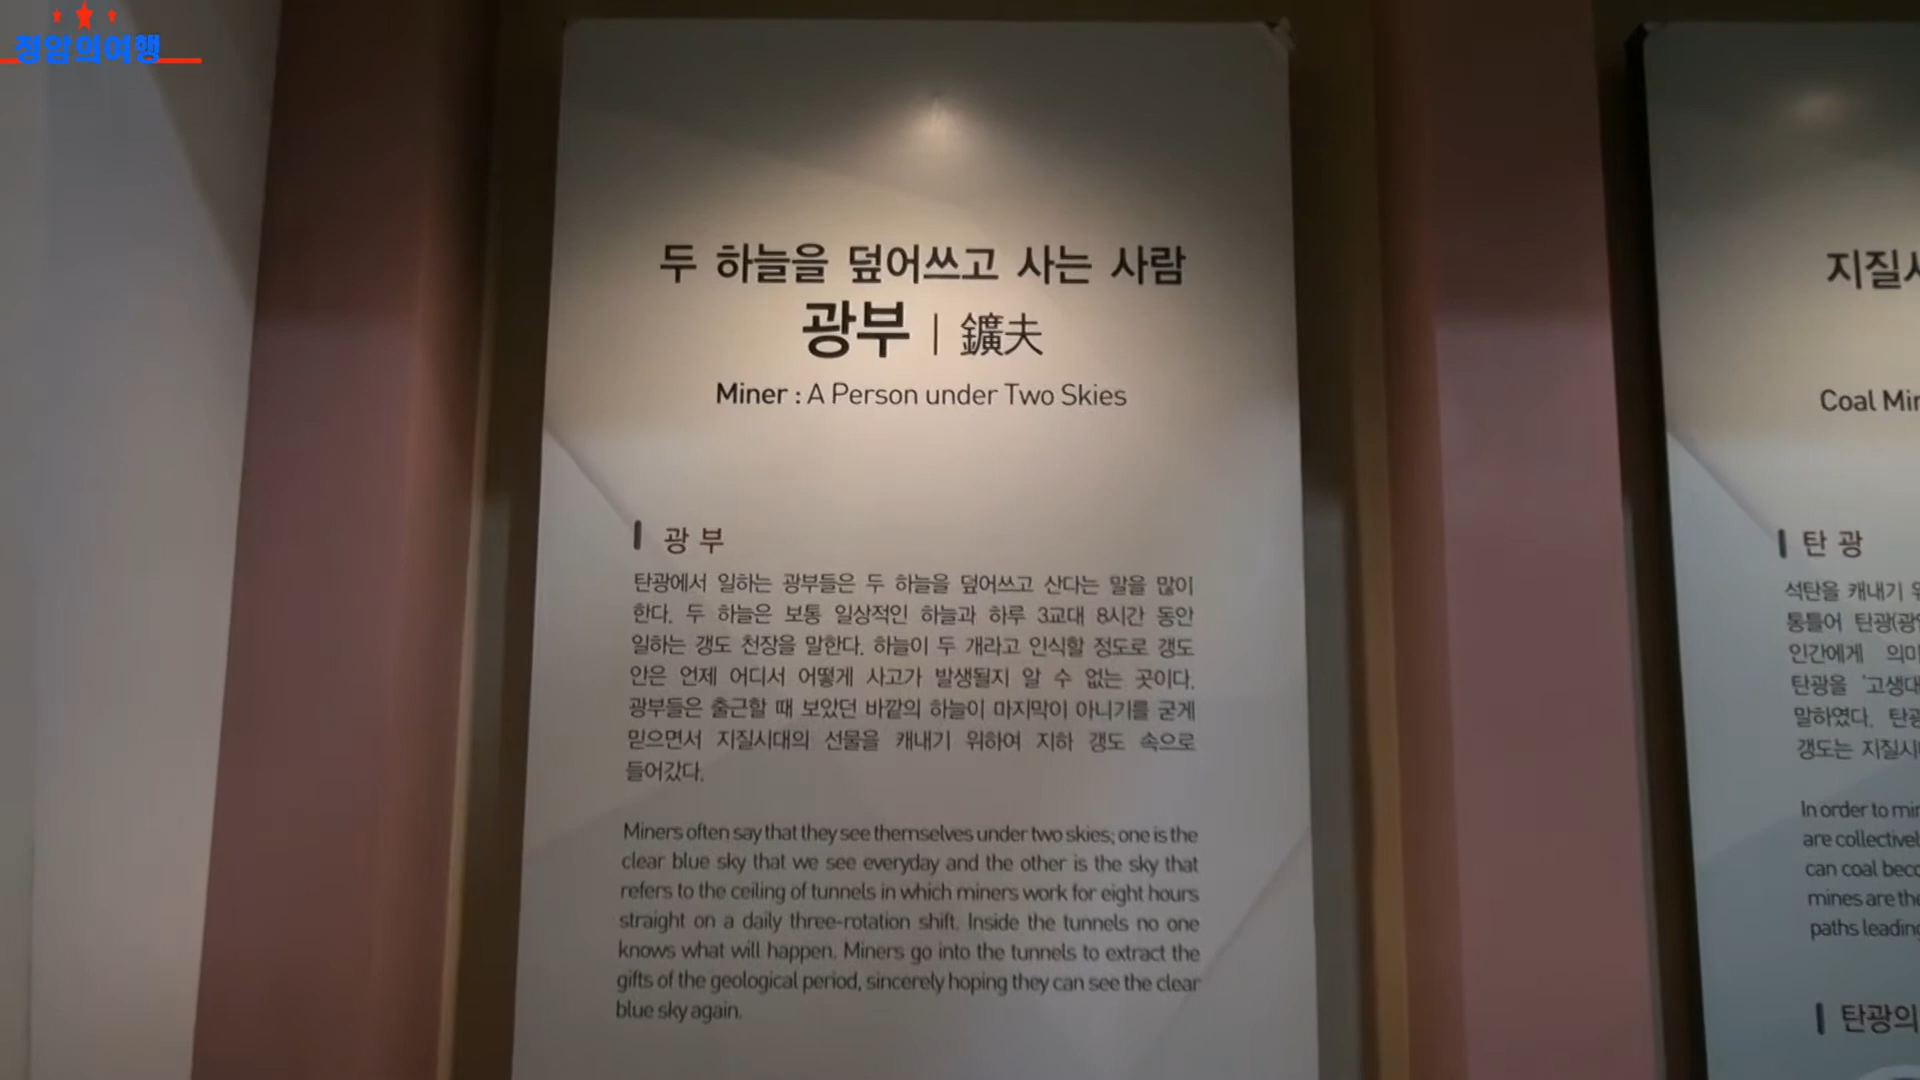 정암의여행
두 하늘을 덮어쓰고 사는 사람
광부 | 鑛夫
Miner : A Person under Two Skies
광 부
탄광에서 일하는 광부들은 두 하늘을 덮어쓰고 산다는 말을 많이
한다. 두 하늘은 보통 일상적인 하늘과 하루 3교대 8시간 동안
일하는 갱도 천장을 말한다. 하늘이 두 개라고 인식할 정도로 갱도
안은 언제 어디서 어떻게 사고가 발생될지 알 수 없는 곳이다.
광부들은 출근할 때 보았던 바깥의 하늘이 마지막이 아니기를 굳게
믿으면서 지질시대의 선물을 캐내기 위하여 지하 갱도 속으로
들어갔다.
Miners often say that they see themselves under two skies; one is the
clear blue sky that we see everyday and the other is the sky that
refers to the ceiling of tunnels in which miners work for eight hours
straight on a daily three-rotation shift. Inside the tunnels no one
knows what will happen. Miners go into the tunnels to extract the
gifts of the geological period, sincerely hoping they can see the clear
blue sky again.
지질
Coal
탄 광
석탄을 캐내기
통틀어
인간에게
탄광을
말하였다.
갱도는
In order to
are
can coal
mines are
paths
탄광의